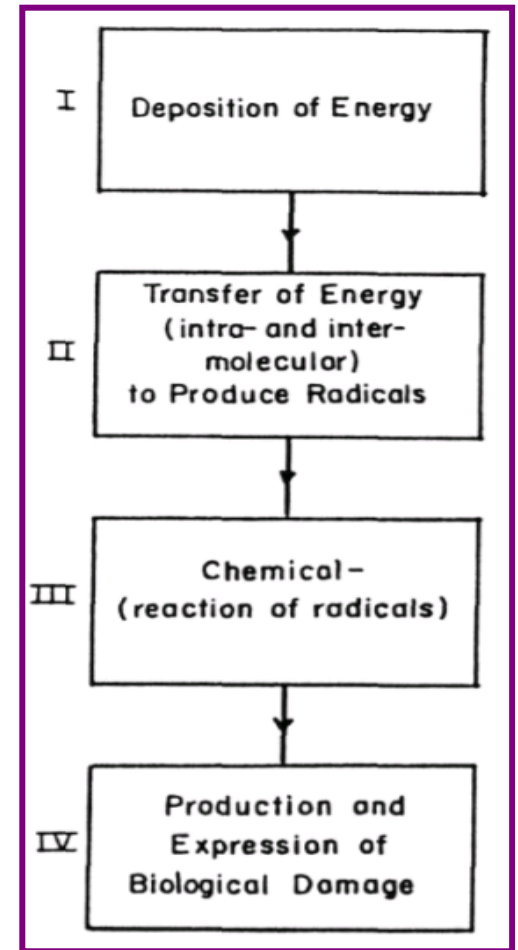 I
Deposition of Energy
II
Transfer of Energy
(intra- and inter-
molecular)
to Produce Radicals
III
Chemical-
(reaction of radicals)
IV
Production and
Expression of
Biological Damage